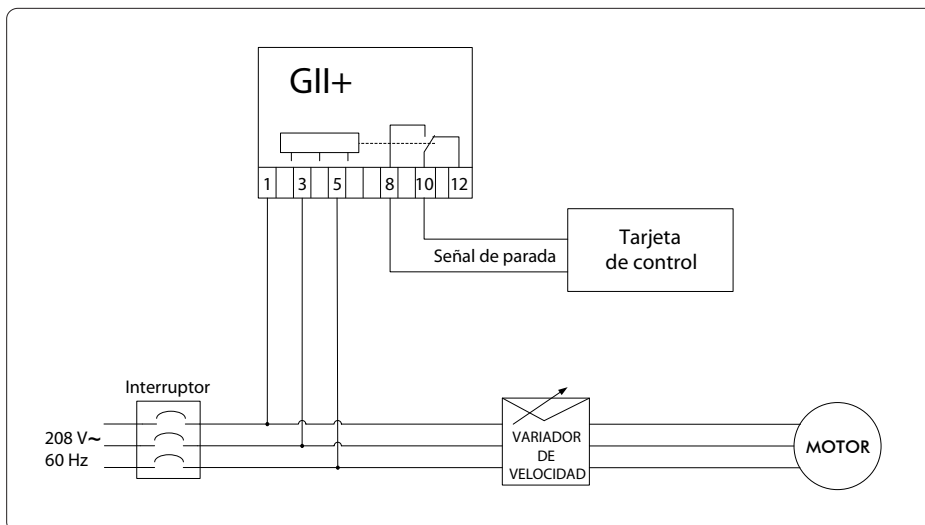 GII+
1 3 5 8 10 12
Señal de parada
Tarjeta
de control
Interruptor
208 V~
60 Hz
VARIADOR
DE
VELOCIDAD
MOTOR